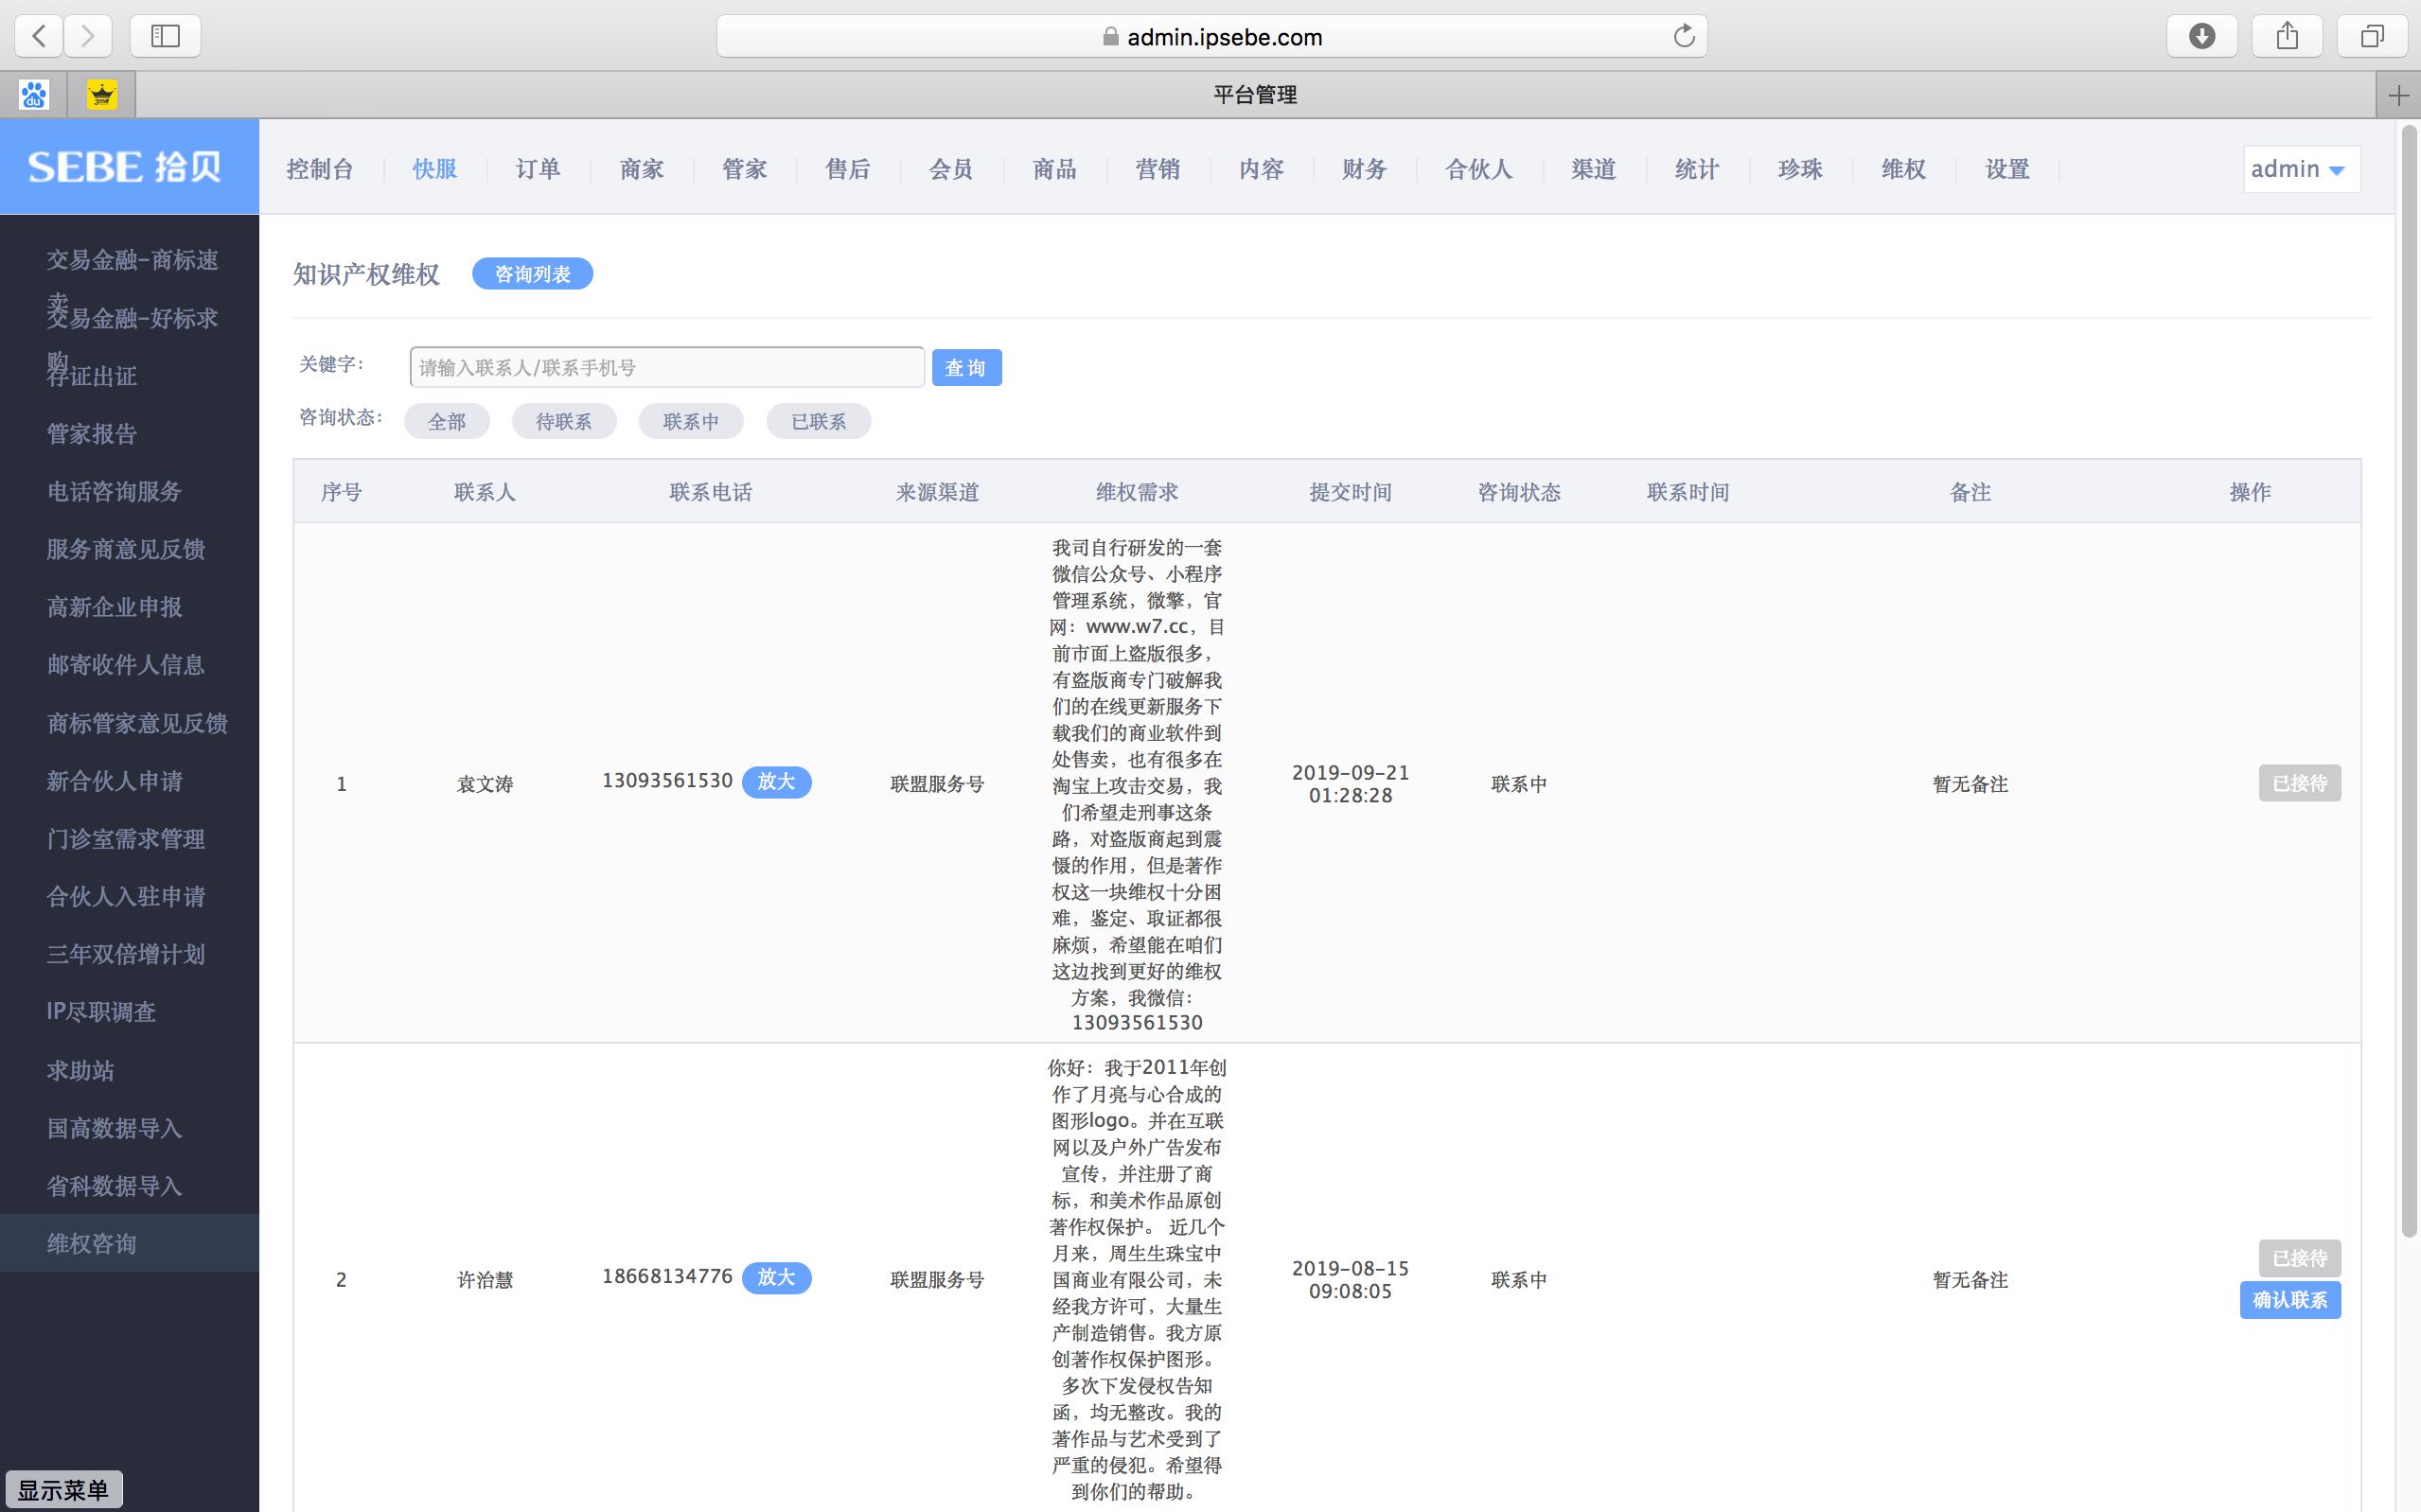 admin.ipsebe.com
平台管理
SEBE 拾贝
控制台 快服 订单 商家 管家 售后 会员 商品 营销 内容 财务 合伙人 渠道 统计 珍珠 维权 设置 admin
交易金融-商标速
卖
交易金融-好标求
购
存证出证
管家报告
电话咨询服务
服务商意见反馈
高新企业申报
邮寄收件人信息
商标管家意见反馈
新合伙人申请
门诊室需求管理
合伙人入驻申请
三年双倍增计划
IP尽职调查
求助站
国高数据导入
省科数据导入
维权咨询
显示菜单
知识产权维权 咨询列表
关键字: 请输入联系人/联系手机号 查询
咨询状态: 全部 待联系 联系中 已联系
序号 联系人 联系电话 来源渠道 维权需求 提交时间 咨询状态 联系时间 备注 操作
1 袁文涛 13093561530 放大 联盟服务号
我司自行研发的一套
微信公众号、小程序
管理系统，微擎，官
网：www.w7.cc，目
前市面上盗版很多，
有盗版商专门破解我
们的在线更新服务下
载我们的商业软件到
处售卖，也有很多在
淘宝上攻击交易，我
们希望走刑事这条
路，对盗版商起到震
慑的作用，但是著作
权这一块维权十分困
难，鉴定、取证都很
麻烦，希望能在咱们
这边找到更好的维权
方案，我微信：
13093561530
2019-09-21
01:28:28
联系中 暂无备注 已接待
2 许治慧 18668134776 放大 联盟服务号
你好：我于2011年创
作了月亮与心合成的
图形logo。并在互联
网以及户外广告发布
宣传，并注册了商
标，和美术作品原创
著作权保护。 近几个
月来，周生生珠宝中
国商业有限公司，未
经我方许可，大量生
产制造销售。我方原
创著作权保护图形。
多次下发侵权告知
函，均无整改。我的
著作品与艺术受到了
严重的侵犯。希望得
到你们的帮助。
2019-08-15
09:08:05
联系中 暂无备注 已接待
确认联系